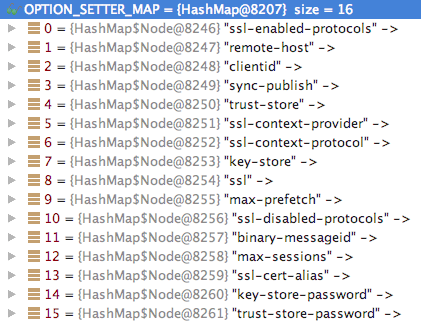 OPTION_SETTER_MAP = {HashMap@8207} size = 16
0 = {HashMap$Node@8246} "ssl-enabled-protocols" ->
1 = {HashMap$Node@8247} "remote-host" ->
2 = {HashMap$Node@8248} "clientid" ->
3 = {HashMap$Node@8249} "sync-publish" ->
4 = {HashMap$Node@8250} "trust-store" ->
5 = {HashMap$Node@8251} "ssl-context-provider" ->
6 = {HashMap$Node@8252} "ssl-context-protocol" ->
7 = {HashMap$Node@8253} "key-store" ->
8 = {HashMap$Node@8254} "ssl" ->
9 = {HashMap$Node@8255} "max-prefetch" ->
10 = {HashMap$Node@8256} "ssl-disabled-protocols" ->
11 = {HashMap$Node@8257} "binary-messageid" ->
12 = {HashMap$Node@8258} "max-sessions" ->
13 = {HashMap$Node@8259} "ssl-cert-alias" ->
14 = {HashMap$Node@8260} "key-store-password" ->
15 = {HashMap$Node@8261} "trust-store-password" ->